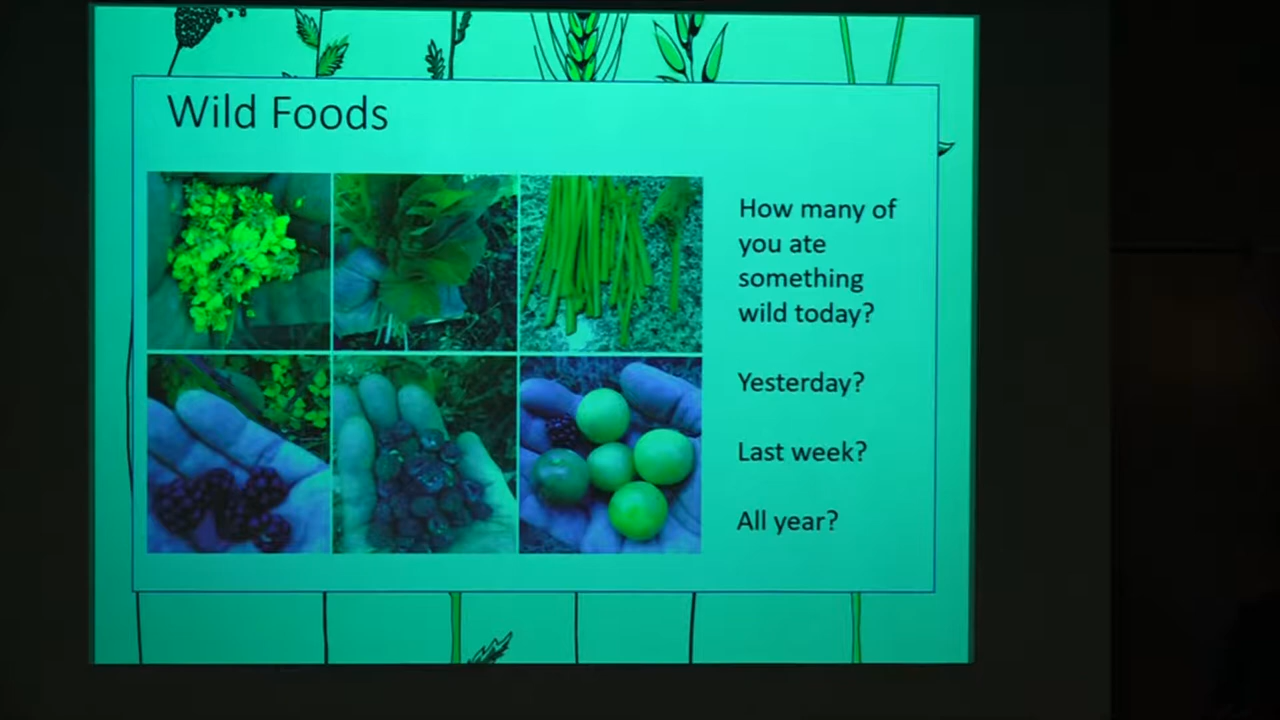 Wild Foods
How many of
you ate
something
wild today?
Yesterday?
Last week?
All year?